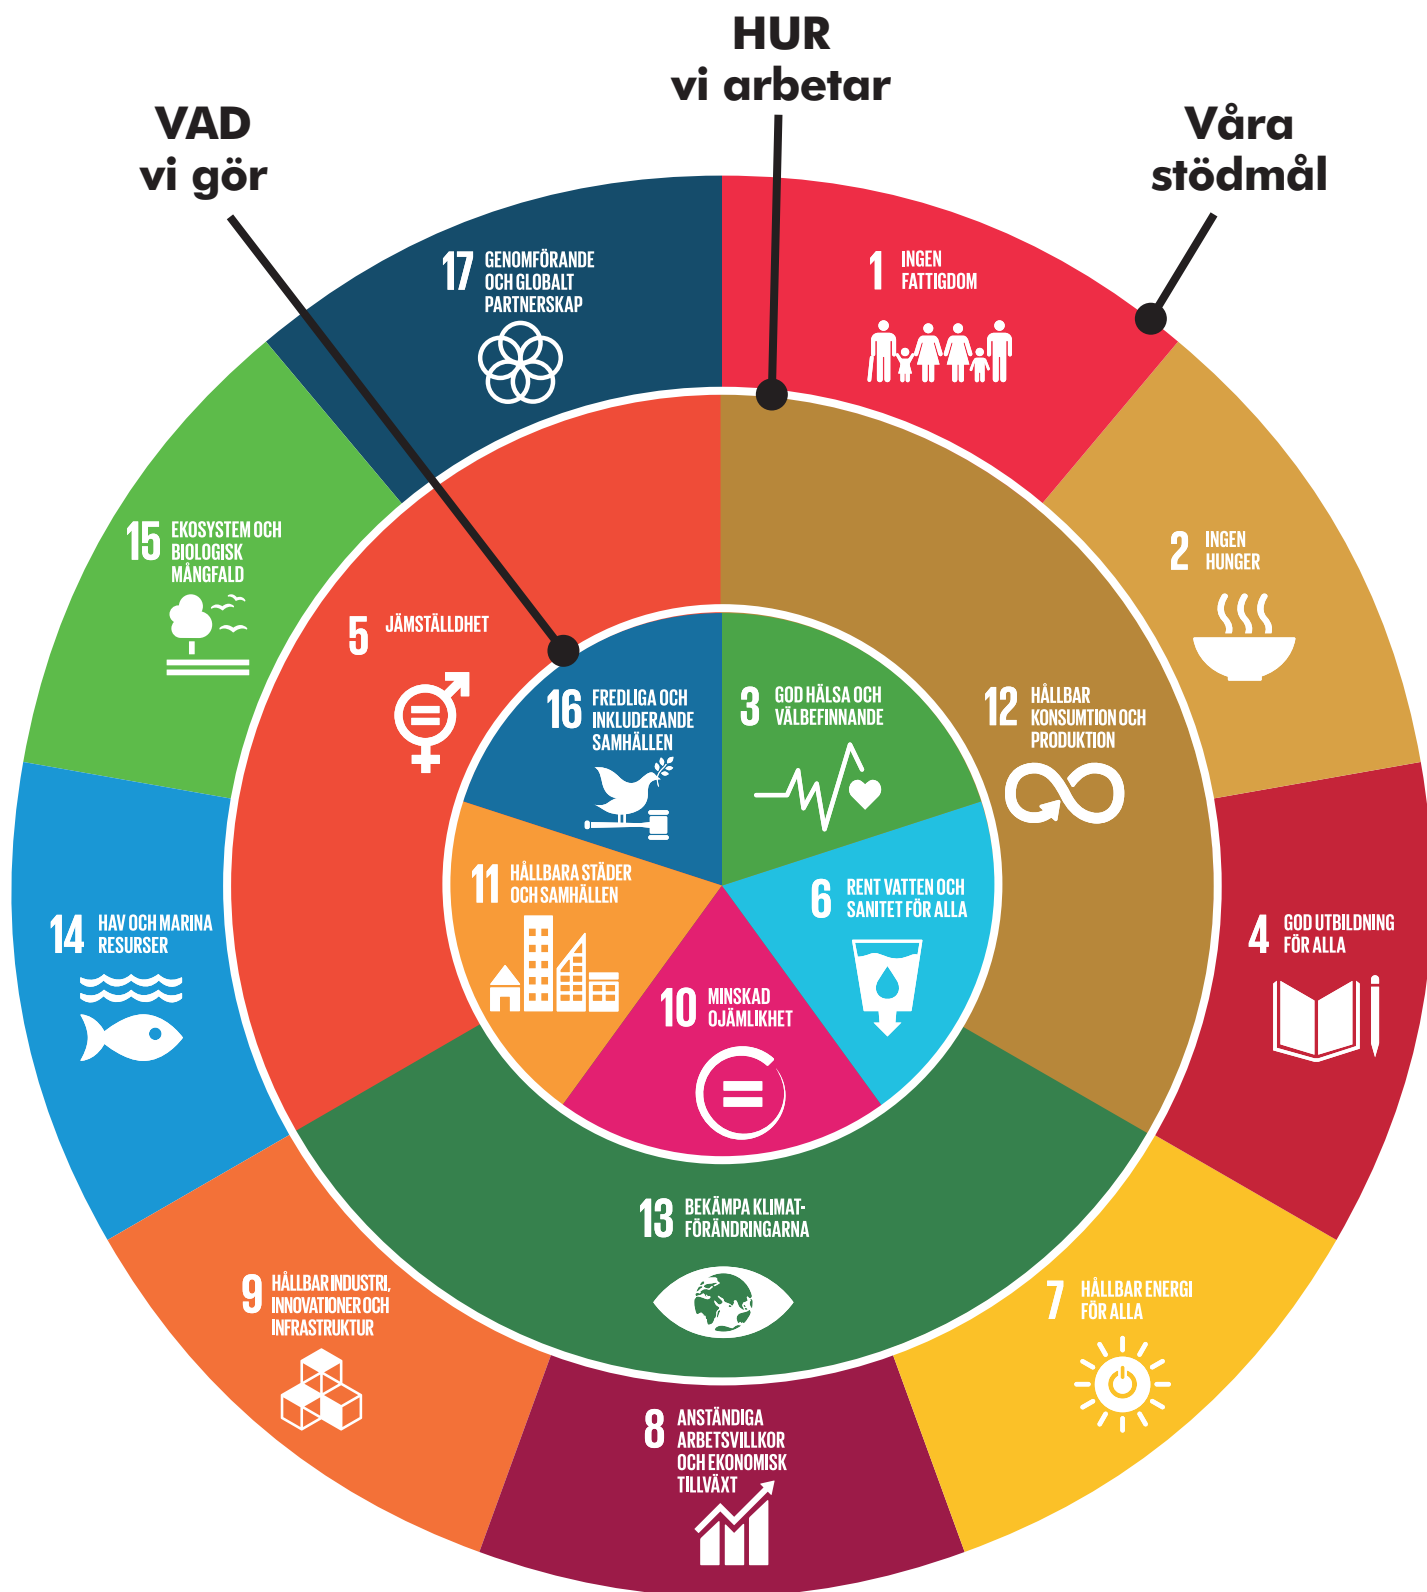 HUR
vi arbetar
VAD
vi gör
Våra
stödmål
17 GENOMFÖRANDE
OCH GLOBALT
PARTNERSKAP
1 INGEN
FATTIGDOM
15 EKOSYSTEM OCH
BIOLOGISK
MÅNGFALD
2 INGEN
HUNGER
5 JÄMSTÄLLDHET
16 FREDLIGA OCH
INKLUDERANDE
SAMHÄLLEN
3 GOD HÄLSA OCH
VÄLBEFINNANDE
12 HÅLLBAR
KONSUMTION OCH
PRODUKTION
11 HÅLLBARA STÄDER
OCH SAMHÄLLEN
6 RENT VATTEN OCH
SANITET FÖR ALLA
14 HAV OCH MARINA
RESURSER
4 GOD UTBILDNING
FÖR ALLA
10 MINSKAD
OJÄMLIKHET
13 BEKÄMPA KLIMAT-
FÖRÄNDRINGARNA
9 HÅLLBAR INDUSTRI,
INNOVATIONER OCH
INFRASTRUKTUR
7 HÅLLBAR ENERGI
FÖR ALLA
8 ANSTÄNDIGA
ARBETSVILLKOR
OCH EKONOMISK
TILLVÄXT